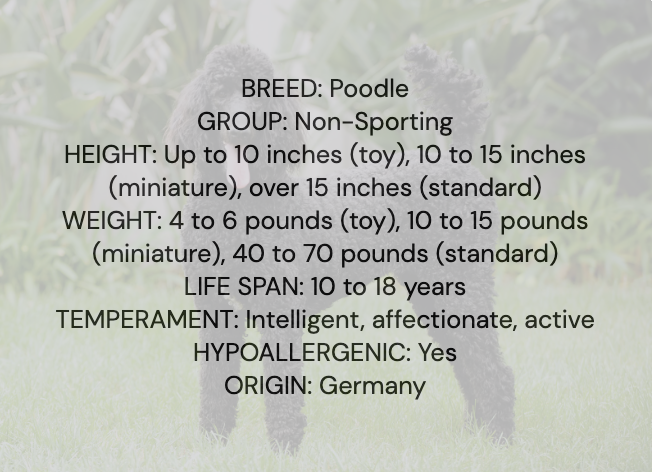 BREED: Poodle
GROUP: Non-Sporting
HEIGHT: Up to 10 inches (toy), 10 to 15 inches
(miniature), over 15 inches (standard)
WEIGHT: 4 to 6 pounds (toy), 10 to 15 pounds
(miniature), 40 to 70 pounds (standard)
LIFE SPAN: 10 to 18 years
TEMPERAMENT: Intelligent, affectionate, active
HYPOALLERGENIC: Yes
ORIGIN: Germany